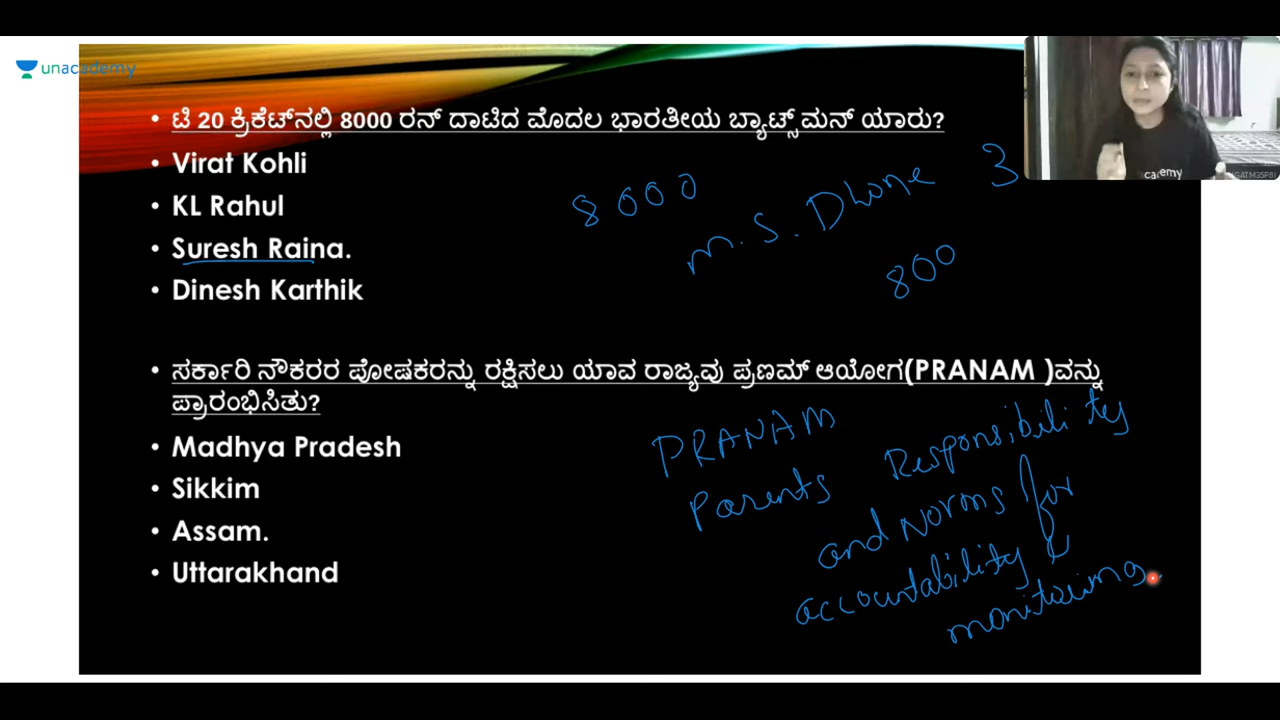 unacademy
• ಟಿ 20 ಕ್ರಿಕೆಟ್‌ನಲ್ಲಿ 8000 ರನ್ ದಾಟಿದ ಮೊದಲ ಭಾರತೀಯ ಬ್ಯಾಟ್ಸ್‌ಮನ್ ಯಾರು?
• Virat Kohli
• KL Rahul
• Suresh Raina.
• Dinesh Karthik
8000
M.S. Dhone 3
800
• ಸರ್ಕಾರಿ ನೌಕರರ ಪೋಷಕರನ್ನು ರಕ್ಷಿಸಲು ಯಾವ ರಾಜ್ಯವು ಪ್ರಣಮ್ ಆಯೋಗ(PRANAM )ವನ್ನು
ಪ್ರಾರಂಭಿಸಿತು?
• Madhya Pradesh
• Sikkim
• Assam.
• Uttarakhand
PRANAM
Parents Responsibility
and Norms for
accountability &
monitoring